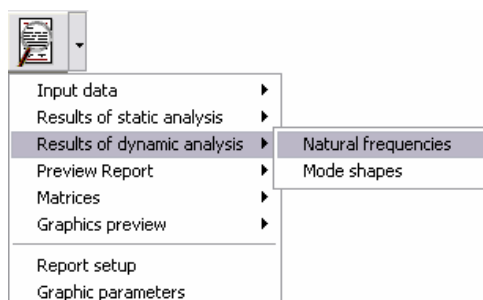 Input data
Results of static analysis
Results of dynamic analysis
Natural frequencies
Preview Report
Mode shapes
Matrices
Graphics preview
Report setup
Graphic parameters